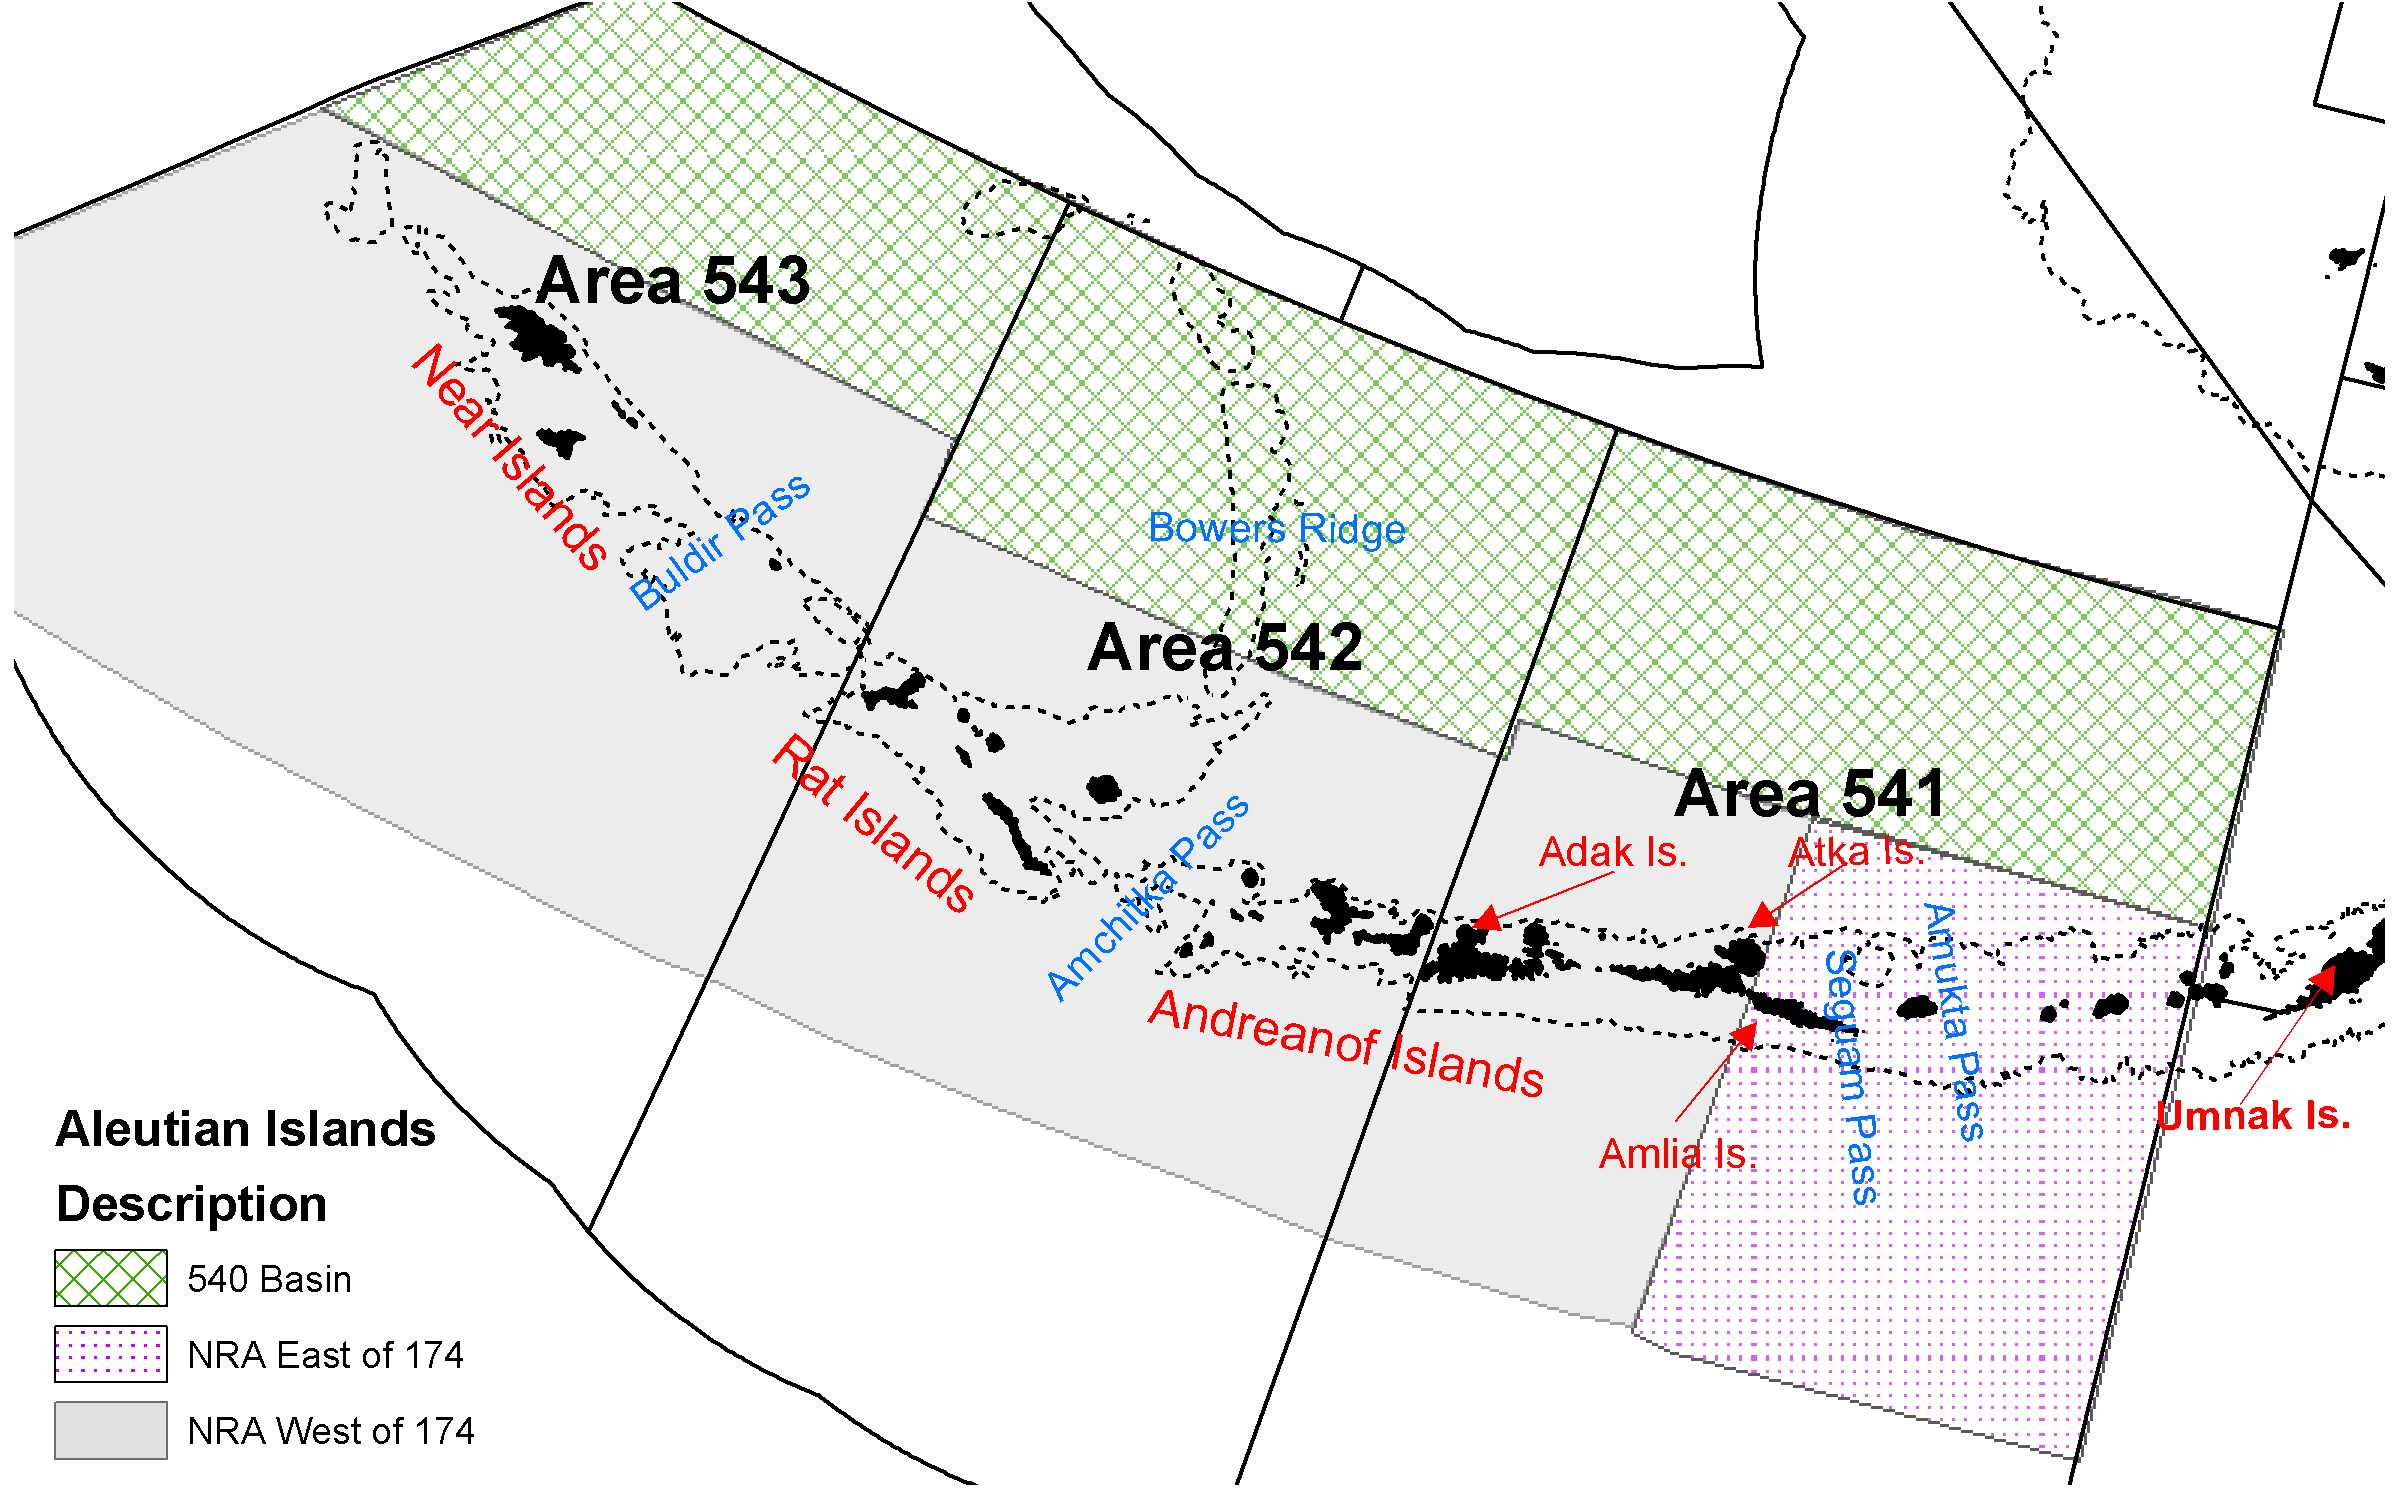 Area 543
Near Islands
Buldir Pass
Bowers Ridge
Area 542
Rat Islands
Amchitka Pass
Area 541
Adak Is.
Atka Is.
Andreanof Islands
Seguam Pass
Amukta Pass
Amlia Is.
Umnak Is.
Aleutian Islands
Description
540 Basin
NRA East of 174
NRA West of 174